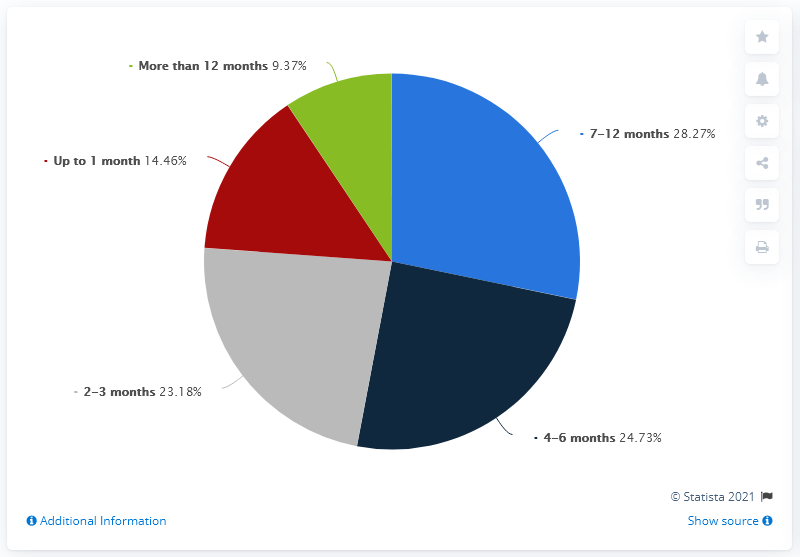 More than 12 months 9.37%
7–12 months 28.27%
Up to 1 month 14.46%
2–3 months 23.18%
4–6 months 24.73%
© Statista 2021
Additional Information
Show source